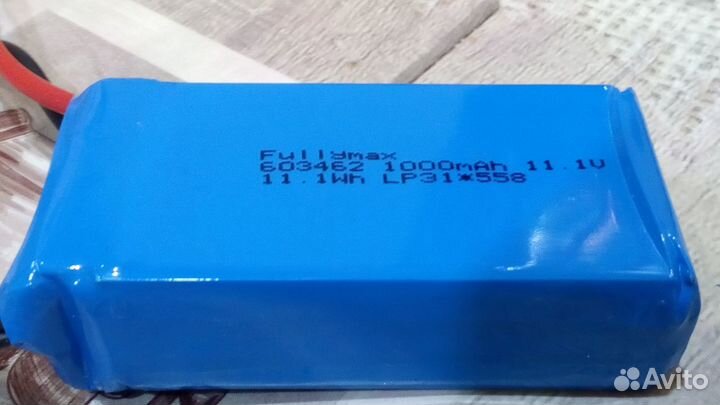 Fullymax
603462 1000mAh 11.1V
11.1Wh LP31*558
Avito